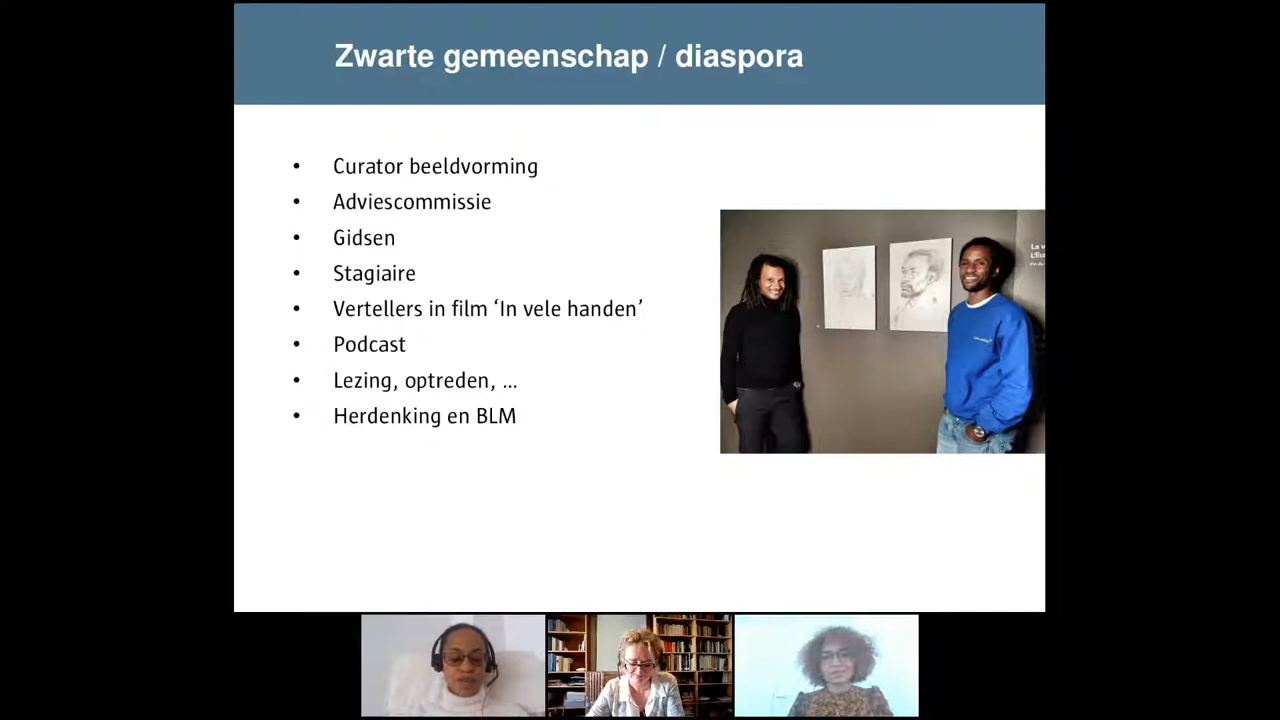 Zwarte gemeenschap / diaspora
• Curator beeldvorming
• Adviescommissie
• Gidsen
• Stagiaire
• Vertellers in film ‘In vele handen’
• Podcast
• Lezing, optreden, ...
• Herdenking en BLM
La v